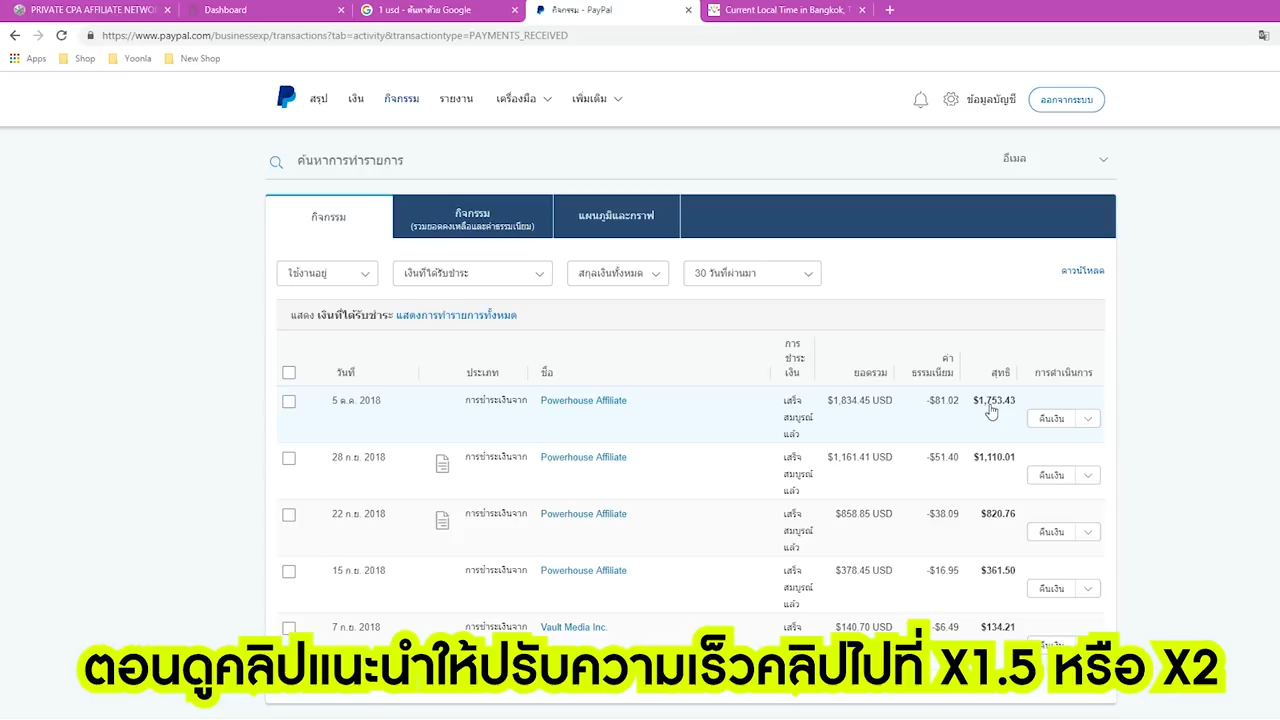 PRIVATE CPA AFFILIATE NETWOR
Dashboard
1 usd - ค้นหาด้วย Google
กิจกรรม - PayPal
Current Local Time in Bangkok, T
https://www.paypal.com/businessexp/transactions?tab=activity&transactiontype=PAYMENTS_RECEIVED
Apps Shop Yoonla New Shop
สรุป เงิน กิจกรรม รายงาน เครื่องมือ เพิ่มเติม ข้อมูลบัญชี ออกจากระบบ
ค้นหาการทำรายการ อีเมล
กิจกรรม
กิจกรรม
(รวมยอดคงเหลือและค่าธรรมเนียม)
แผนภูมิและกราฟ
ใช้งานอยู่ เงินที่ได้รับชำระ สกุลเงินทั้งหมด 30 วันที่ผ่านมา ดาวน์โหลด
แสดง เงินที่ได้รับชำระ แสดงการทำรายการทั้งหมด
วันที่ ประเภท ชื่อ
การ
ชำระ
เงิน
ยอดรวม
ค่า
ธรรมเนียม
สุทธิ การดำเนินการ
5 ต.ค. 2018 การชำระเงินจาก Powerhouse Affiliate
เสร็จ
สมบูรณ์
แล้ว
$1,834.45 USD -$81.02 $1,753.43
คืนเงิน
28 ก.ย. 2018 การชำระเงินจาก Powerhouse Affiliate
เสร็จ
สมบูรณ์
แล้ว
$1,161.41 USD -$51.40 $1,110.01
คืนเงิน
22 ก.ย. 2018 การชำระเงินจาก Powerhouse Affiliate
เสร็จ
สมบูรณ์
แล้ว
$858.85 USD -$38.09 $820.76
คืนเงิน
15 ก.ย. 2018 การชำระเงินจาก Powerhouse Affiliate
เสร็จ
สมบูรณ์
แล้ว
$378.45 USD -$16.95 $361.50
คืนเงิน
7 ก.ย. 2018 การชำระเงินจาก Vault Media Inc.
เสร็จ
$140.70 USD -$6.49 $134.21
ตอนดูคลิปแนะนำให้ปรับความเร็วคลิปไปที่ X1.5 หรือ X2